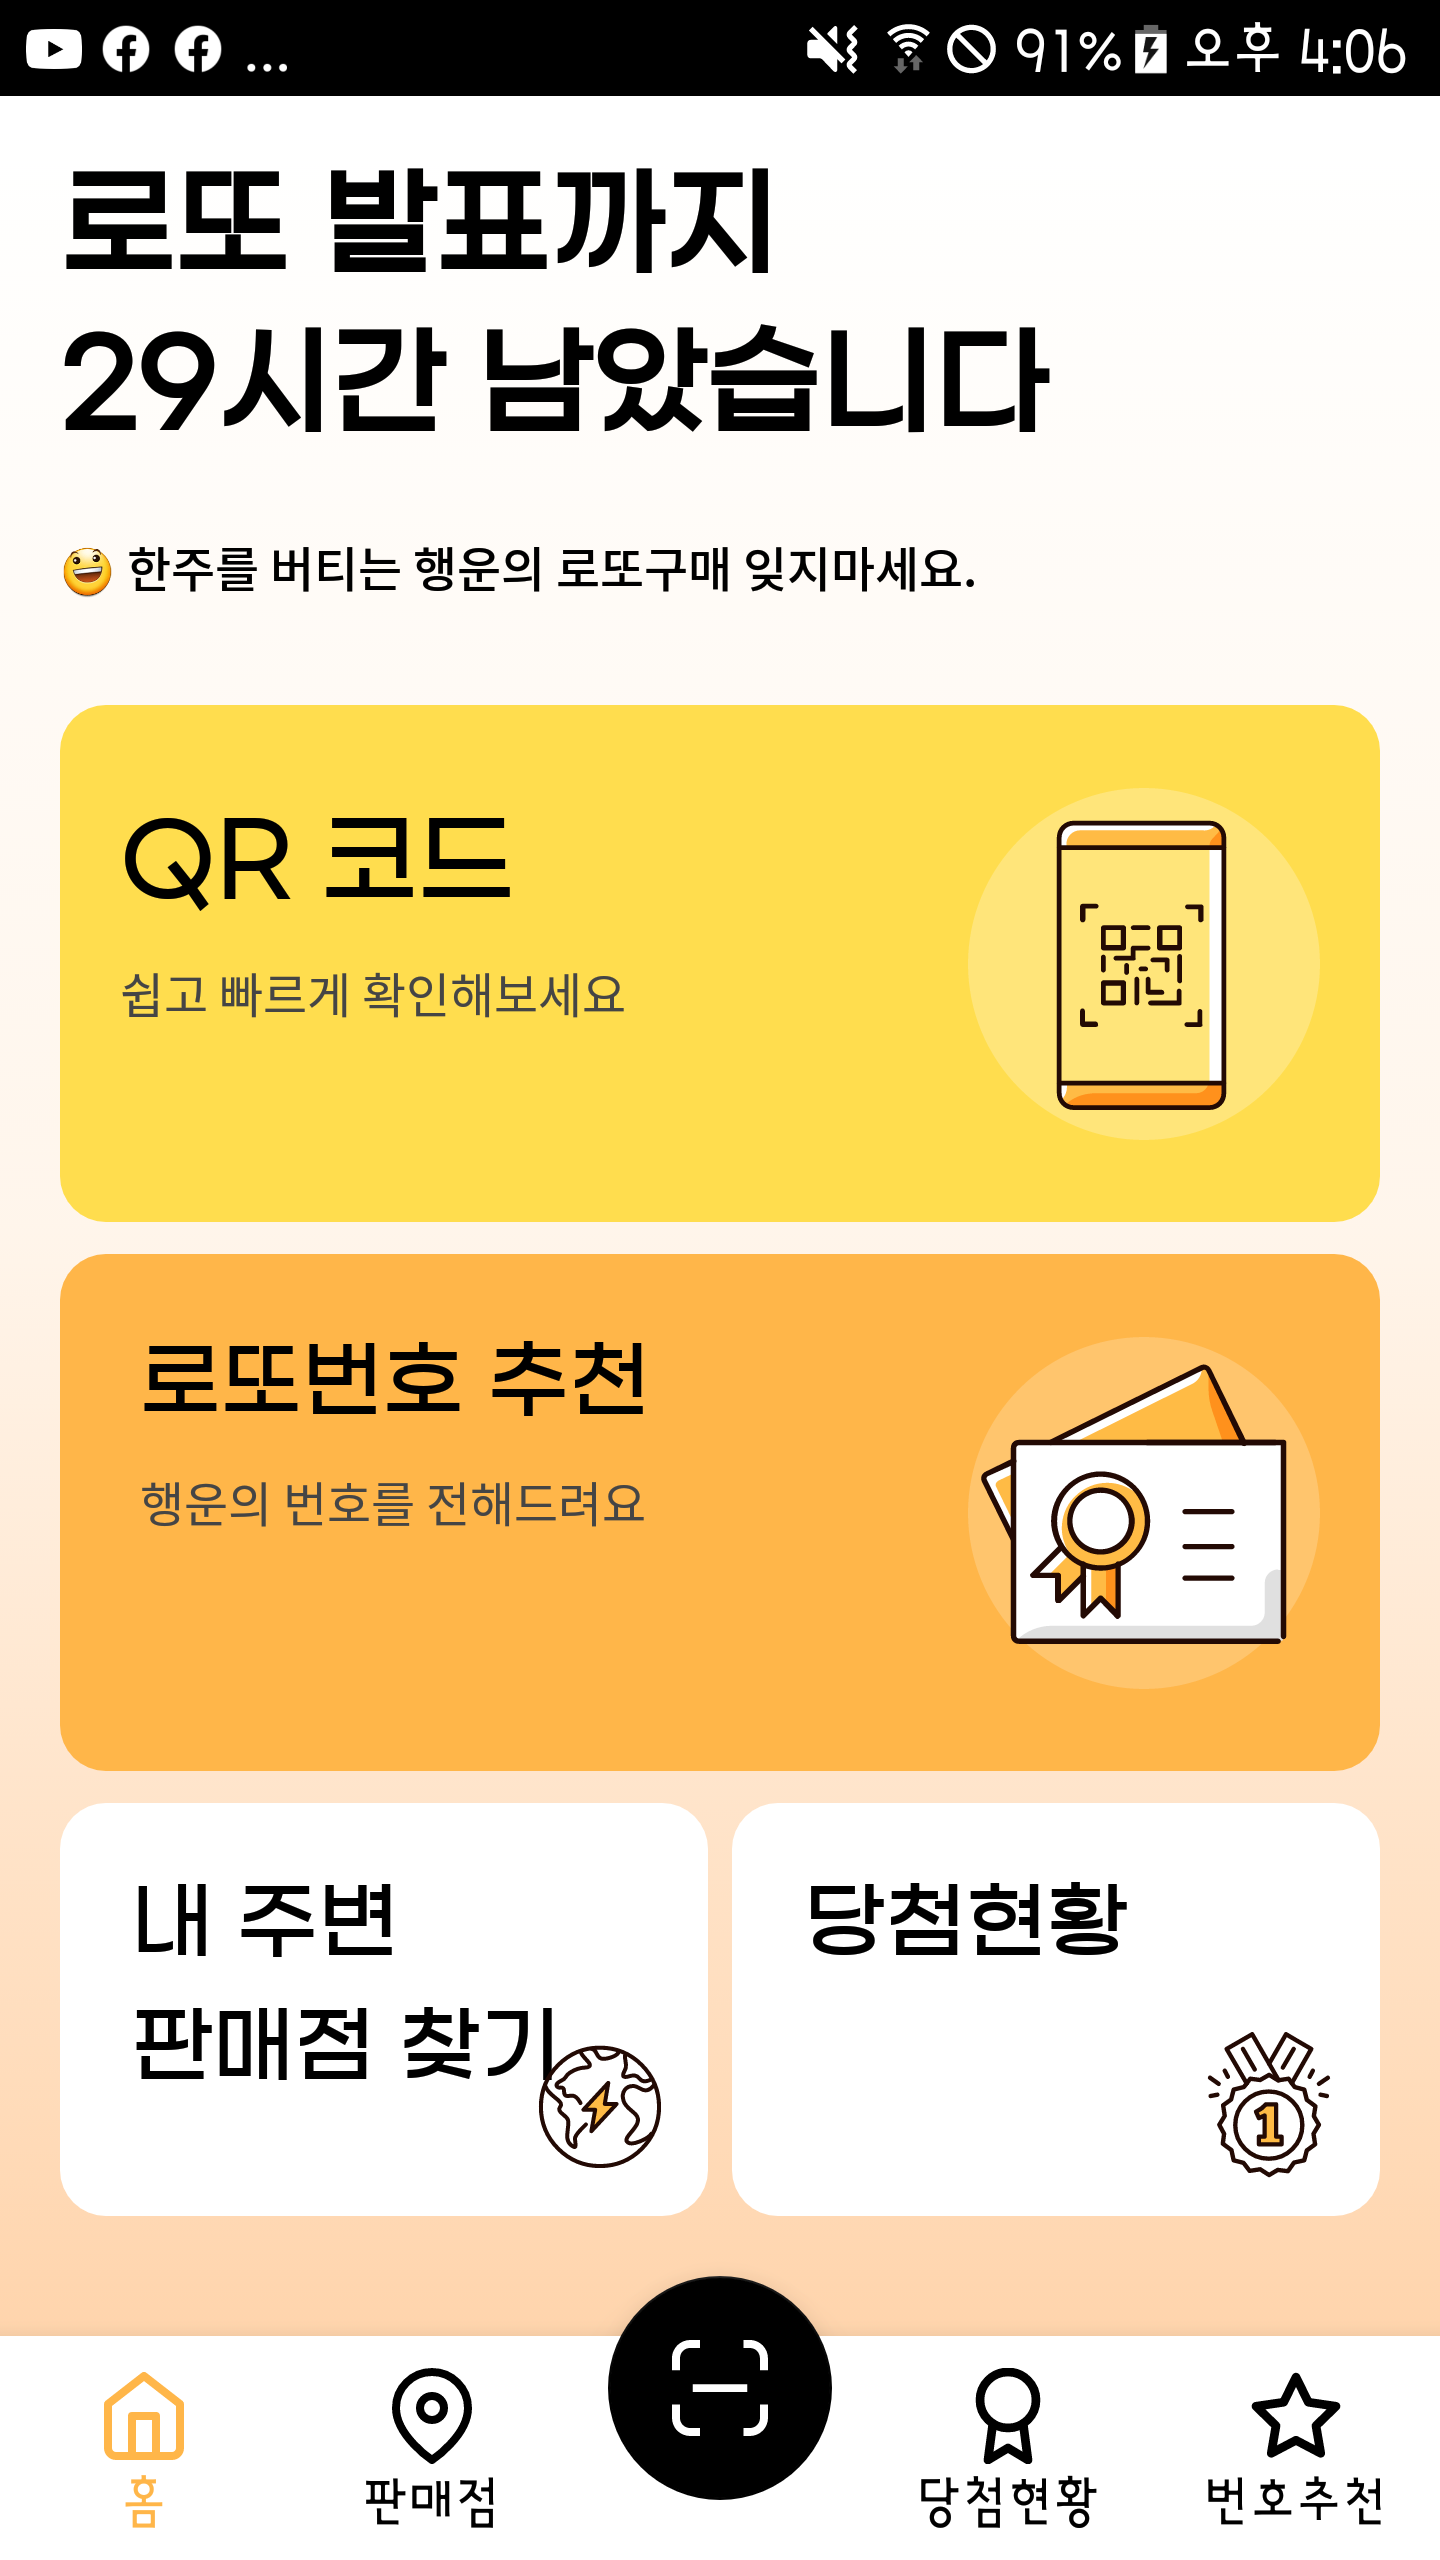 ... 91% 오후 4:06
로또 발표까지
29시간 남았습니다
😄 한주를 버티는 행운의 로또구매 잊지마세요.
QR 코드
쉽고 빠르게 확인해보세요
로또번호 추천
행운의 번호를 전해드려요
내 주변
판매점 찾기
당첨현황
1
홈
판매점
당첨현황
번호추천